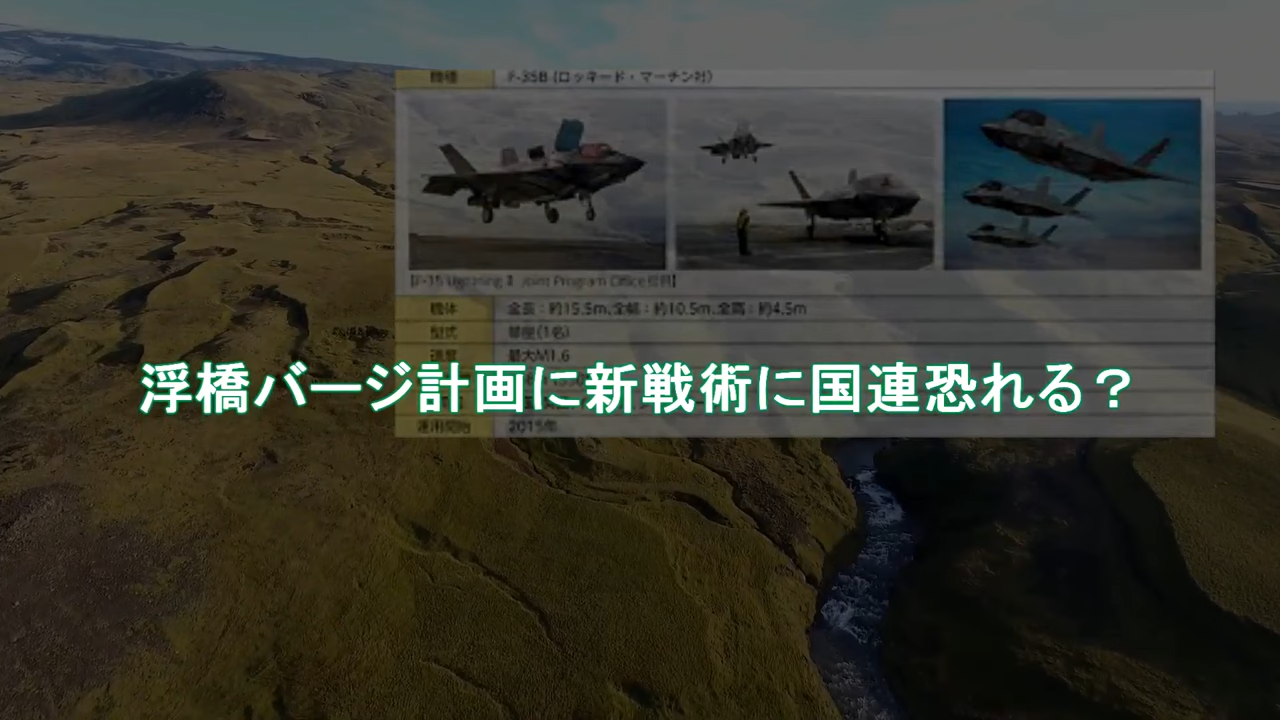 機種 F-35B (ロッキード・マーチン社)
機体 全長：約15.5m、全幅：約10.5m、全高：約4.5m
型式 単座(1名)
速度 最大M1.6
浮橋バージ計画に新戦術に国連恐れる？
運用開始 2015年